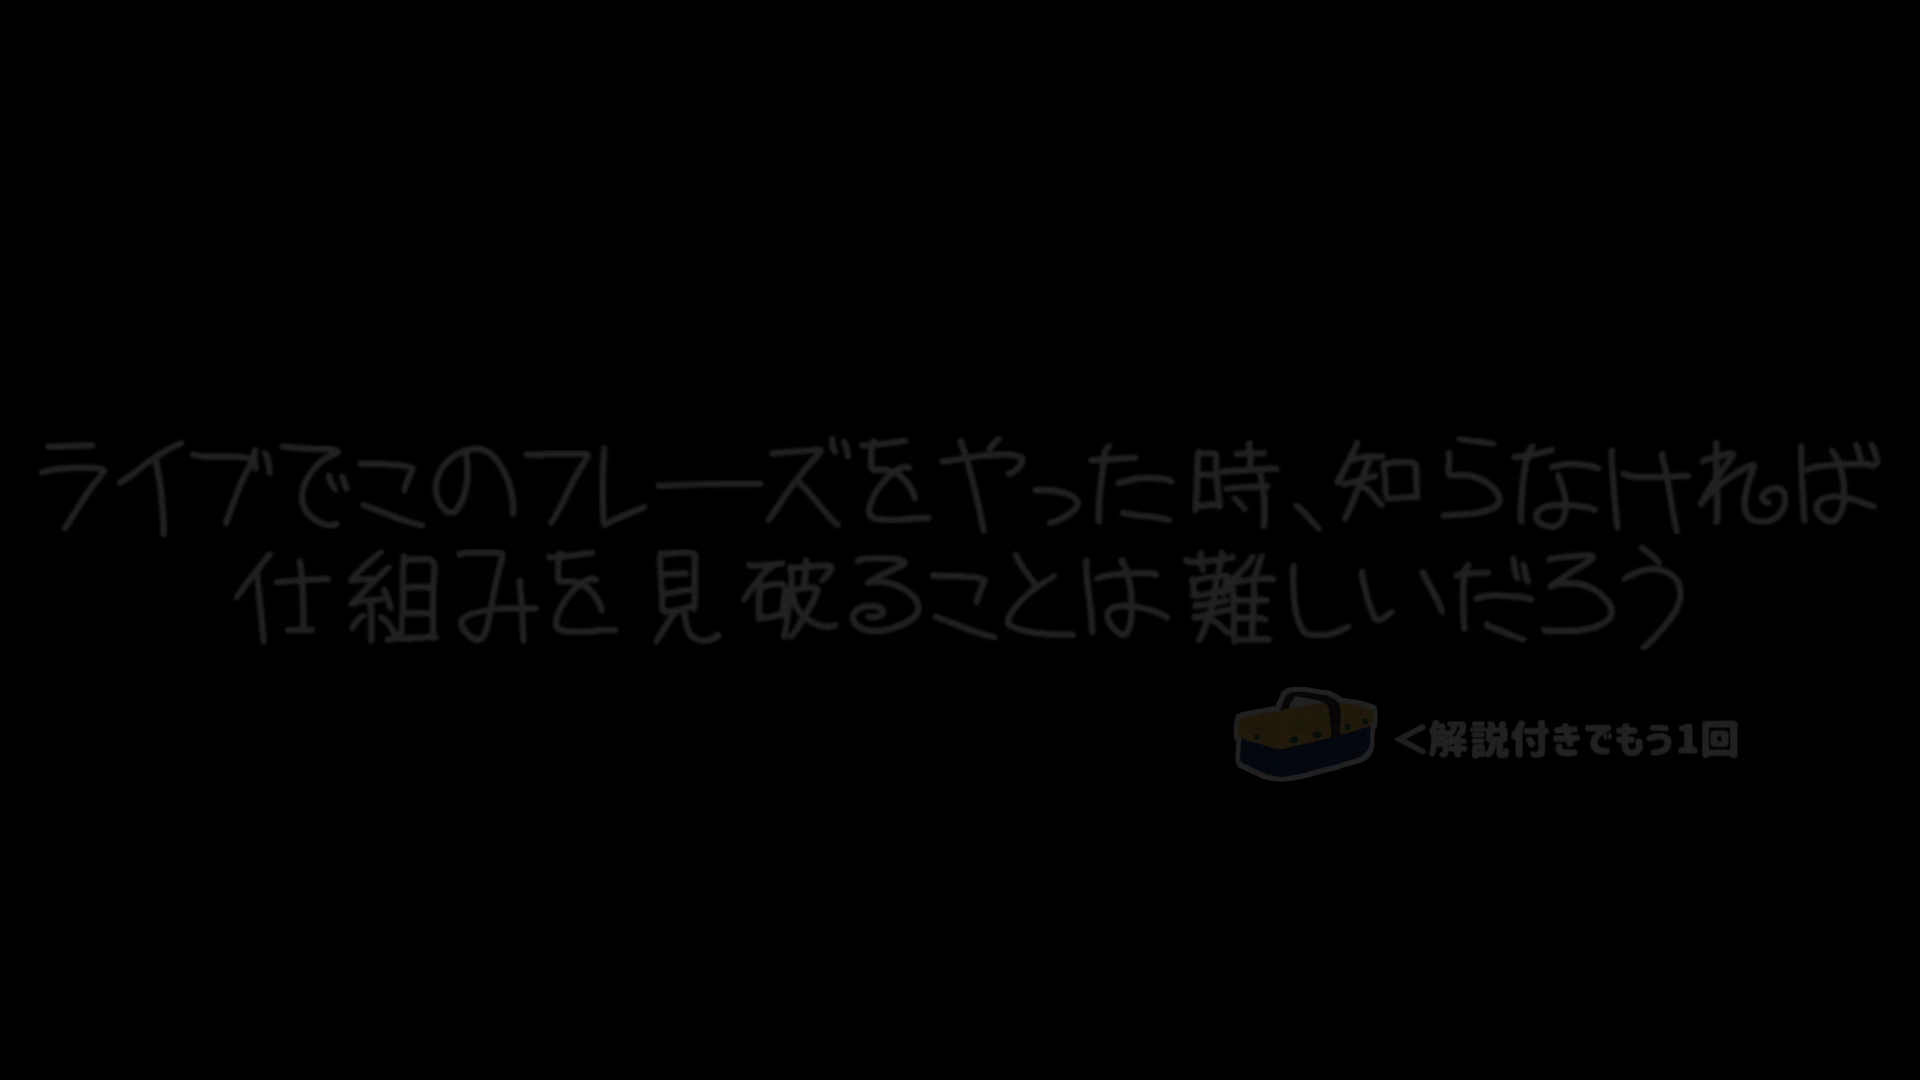 ライブでこのフレーズをやった時、知らなければ
仕組みを見破ることは難しいだろう
＜解説付きでもう1回